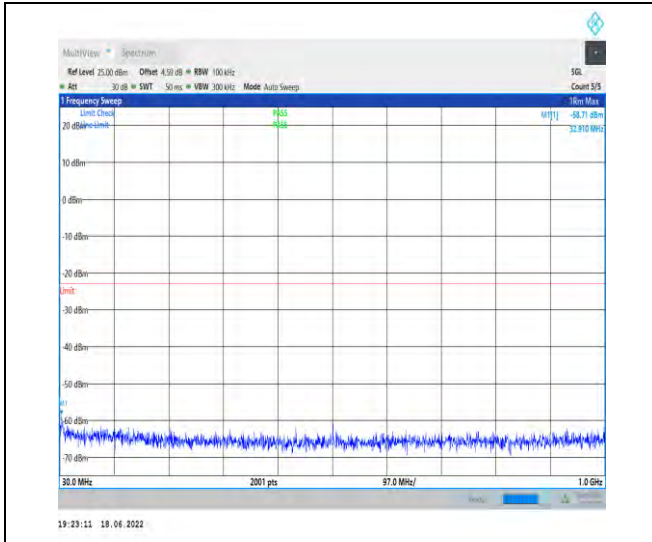 MultiView Spectrum
Ref Level 25.00 dBm Offset 4.59 dB RBW 100 kHz SGL
Att 30 dB SWT 50 ms VBW 300 kHz Mode Auto Sweep Count 5/5
1 Frequency Sweep 1Rm Max
Limit Check PASS M1[1] -58.71 dBm
20 dBm Line Limit PASS 32.910 MHz
10 dBm
0 dBm
-10 dBm
-20 dBm
Limit
-30 dBm
-40 dBm
-50 dBm
M1
-60 dBm
-70 dBm
30.0 MHz 2001 pts 97.0 MHz/ 1.0 GHz
19:23:11 18.06.2022